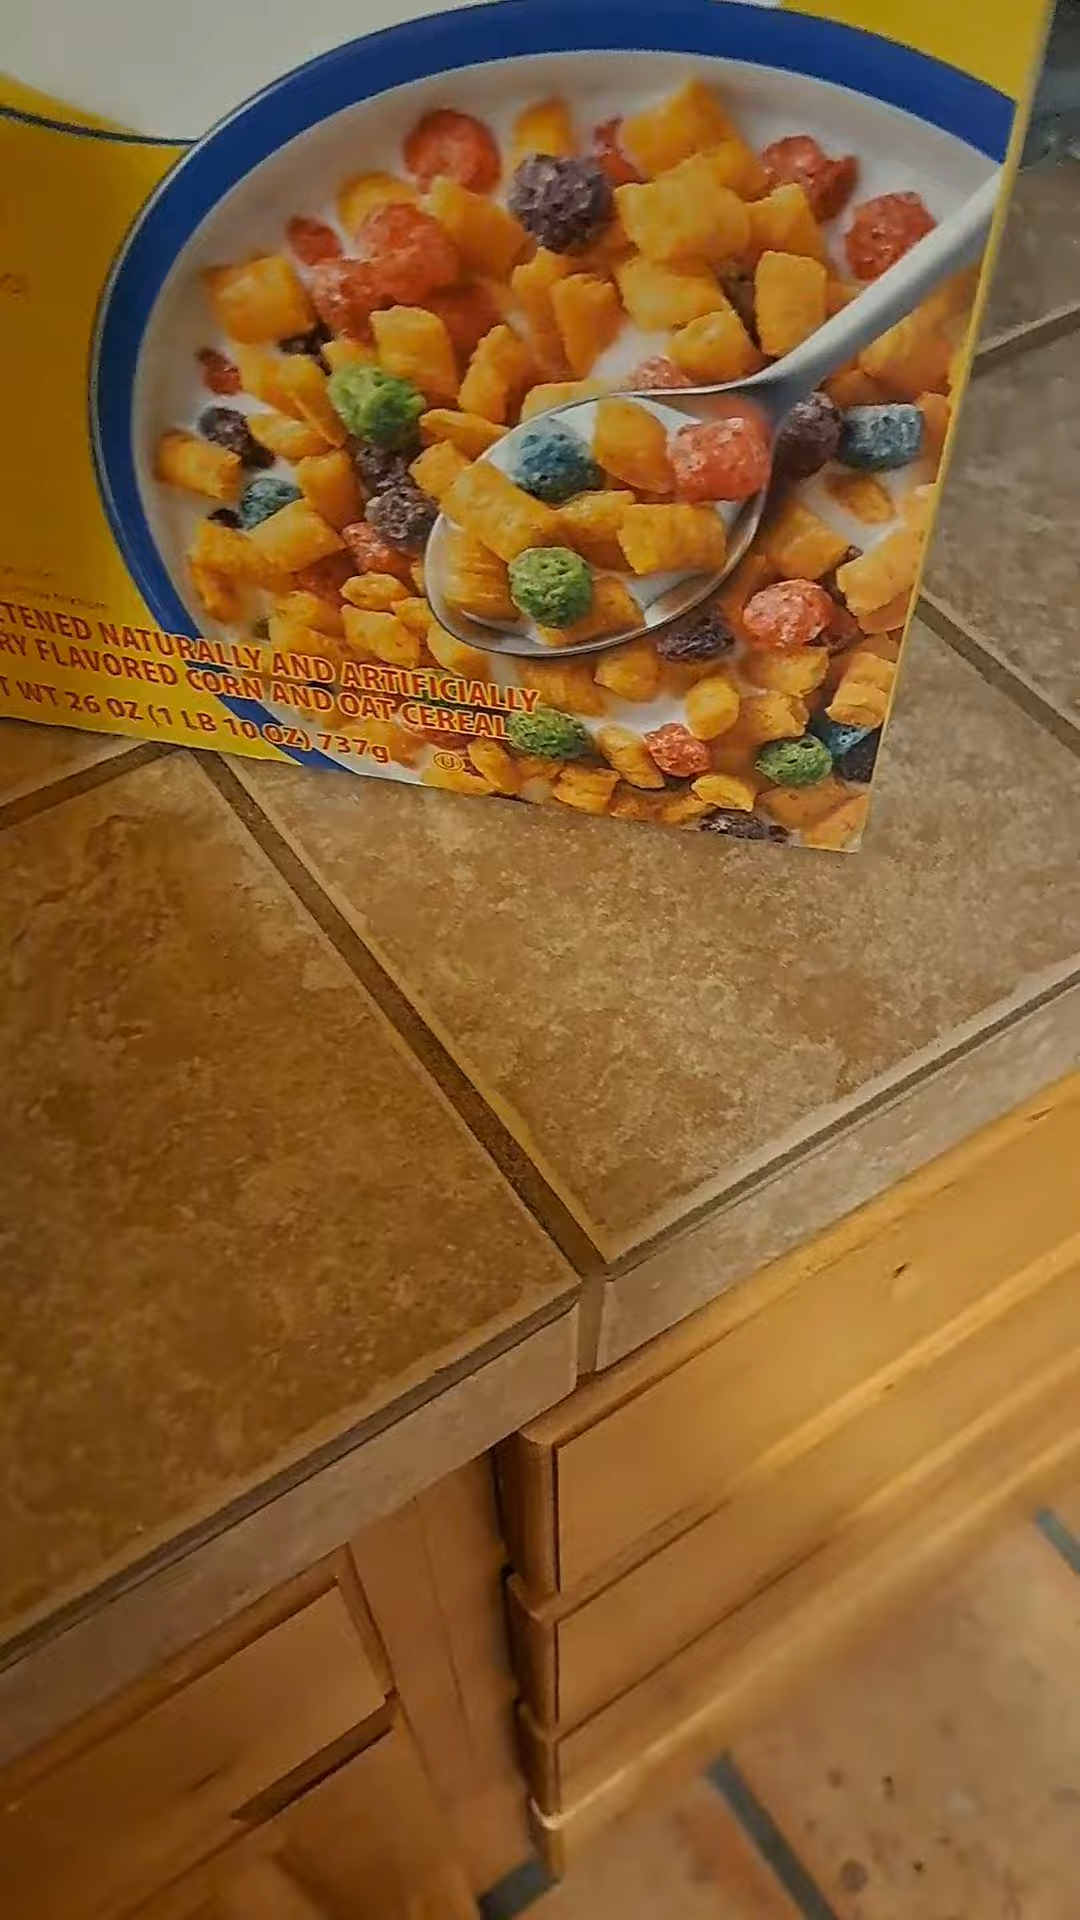 TENED NATURALLY AND ARTIFICIALLY
RY FLAVORED CORN AND OAT CEREAL
T WT 26 OZ (1 LB 10 OZ) 737g
U